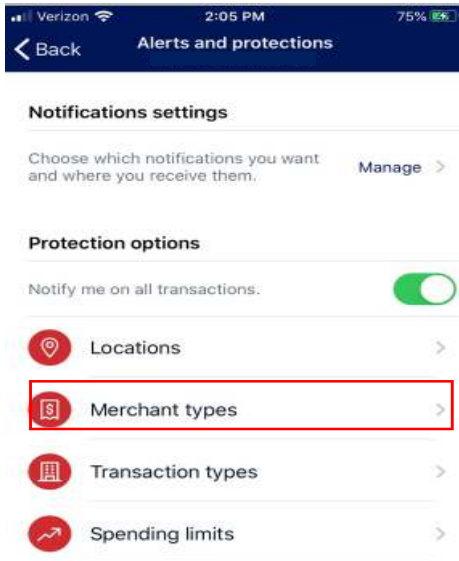 Verizon 2:05 PM 75%
Back Alerts and protections
Notifications settings
Choose which notifications you want
and where you receive them.
Manage
Protection options
Notify me on all transactions.
Locations
Merchant types
Transaction types
Spending limits